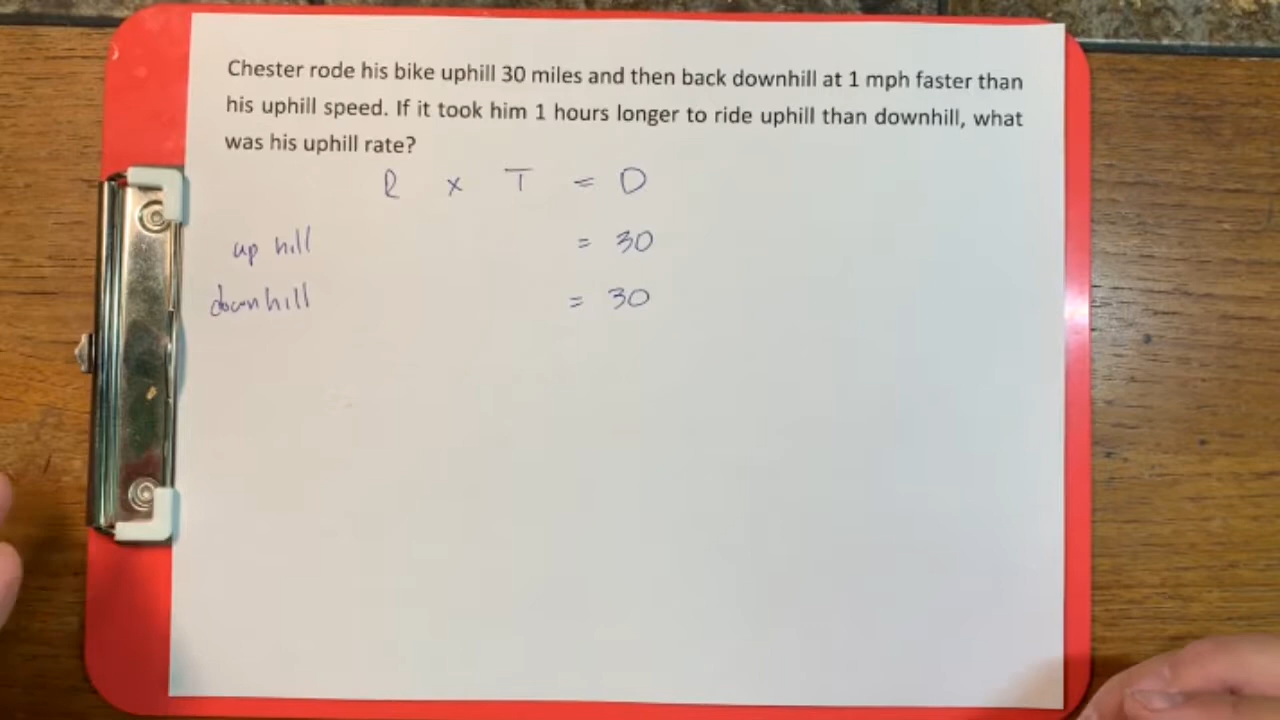 Chester rode his bike uphill 30 miles and then back downhill at 1 mph faster than
his uphill speed. If it took him 1 hours longer to ride uphill than downhill, what
was his uphill rate?
R x T = D
up hill = 30
downhill = 30